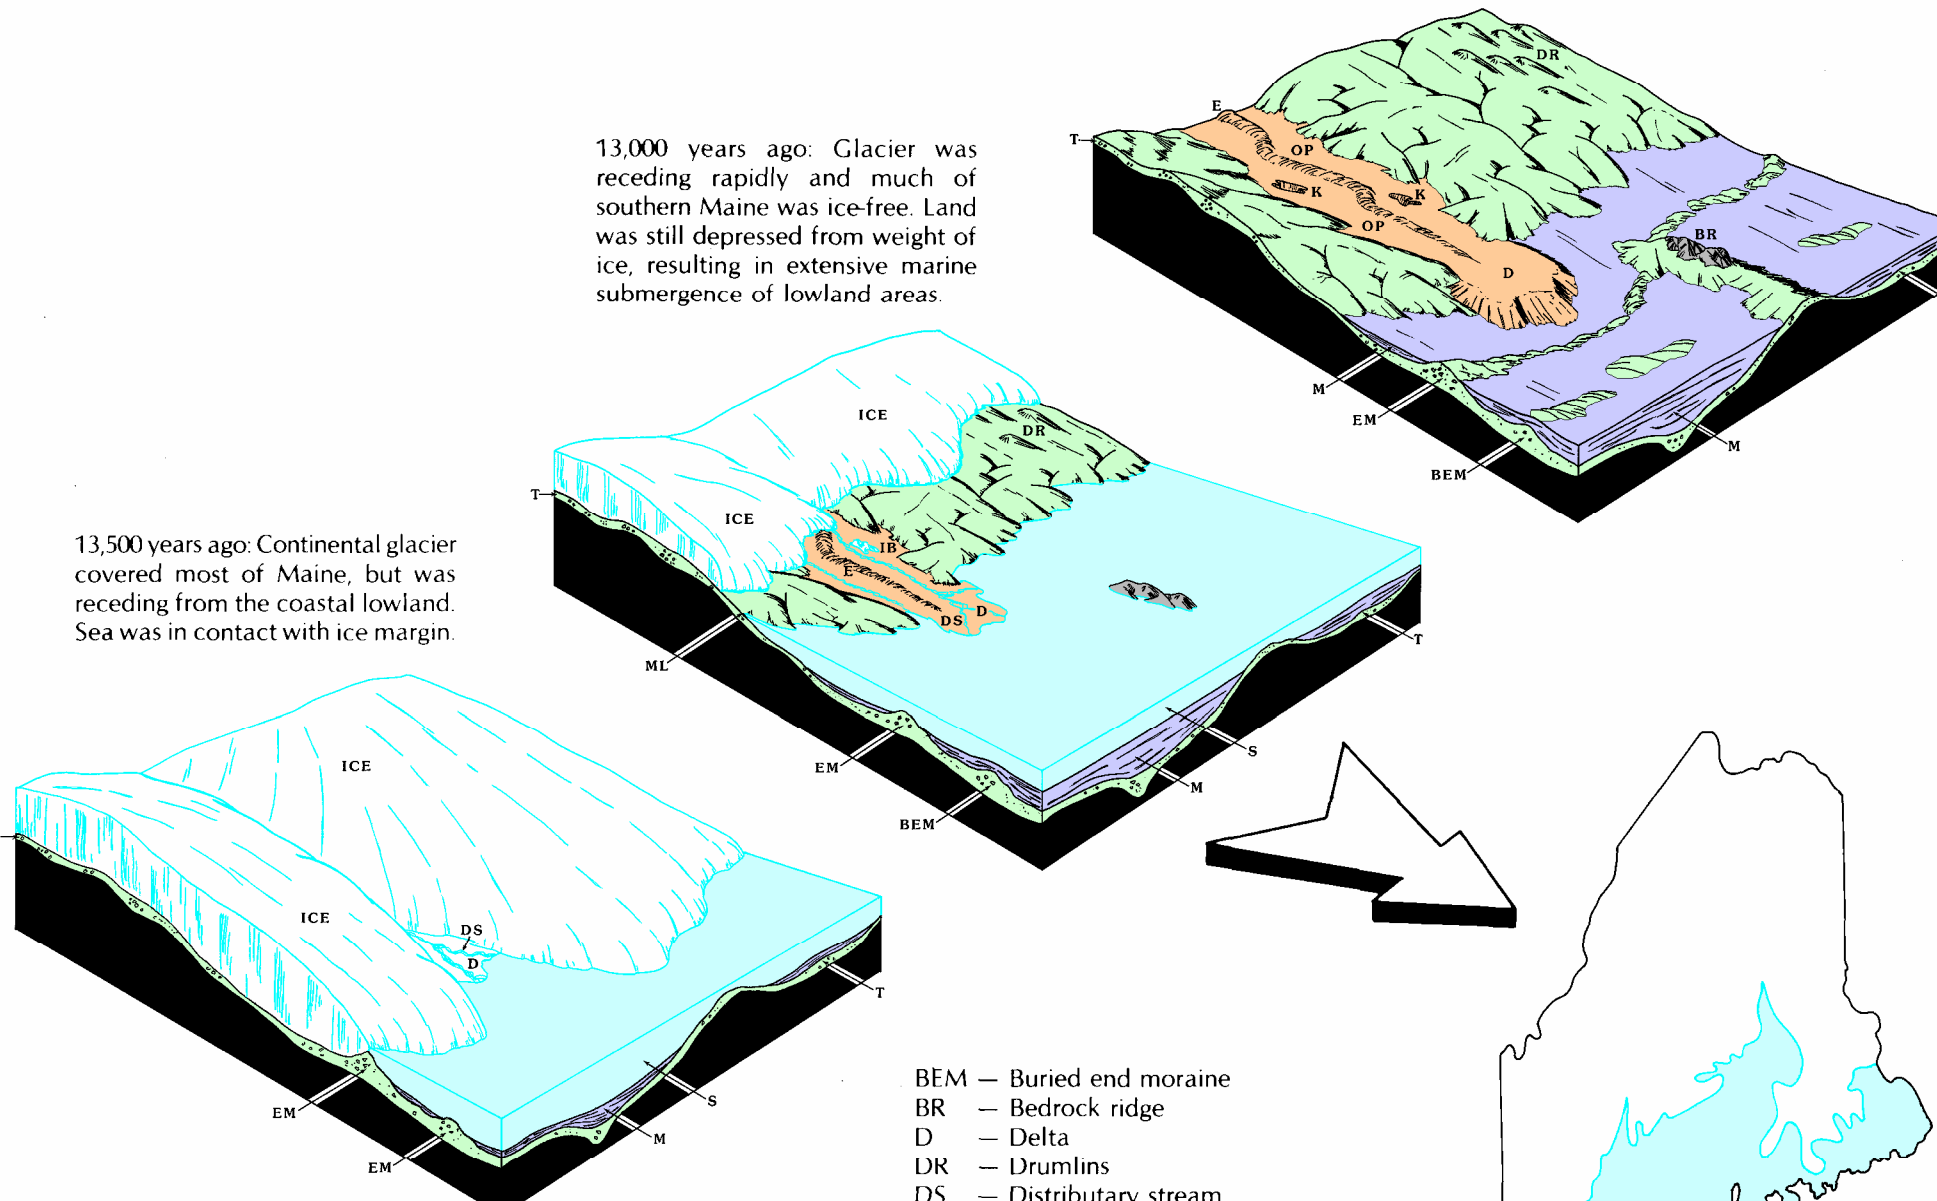 DR
E
T
OP
K
K
OP
BR
D
M
EM
BEM
M
13,000 years ago: Glacier was
receding rapidly and much of
southern Maine was ice-free. Land
was still depressed from weight of
ice, resulting in extensive marine
submergence of lowland areas.
ICE
DR
T
ICE
IB
E
D
DS
ML
T
S
EM
M
BEM
13,500 years ago: Continental glacier
covered most of Maine, but was
receding from the coastal lowland.
Sea was in contact with ice margin.
ICE
ICE
DS
D
T
S
EM
M
EM
BEM — Buried end moraine
BR — Bedrock ridge
D — Delta
DR — Drumlins
DS — Distributary stream